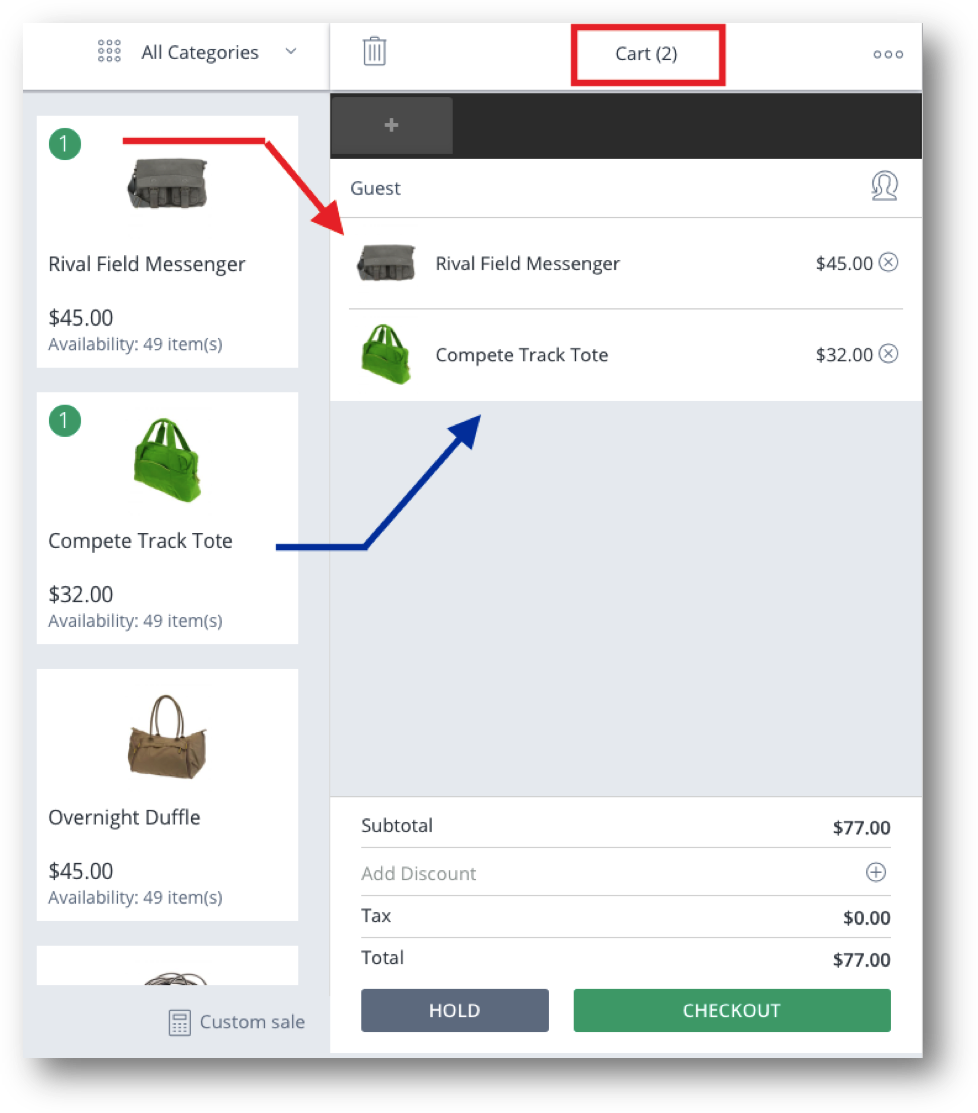 All Categories
Cart (2)
1
Rival Field Messenger
$45.00
Availability: 49 item(s)
1
Compete Track Tote
$32.00
Availability: 49 item(s)
Overnight Duffle
$45.00
Availability: 49 item(s)
Custom sale
+
Guest
Rival Field Messenger $45.00
Compete Track Tote $32.00
Subtotal $77.00
Add Discount
Tax $0.00
Total $77.00
HOLD CHECKOUT